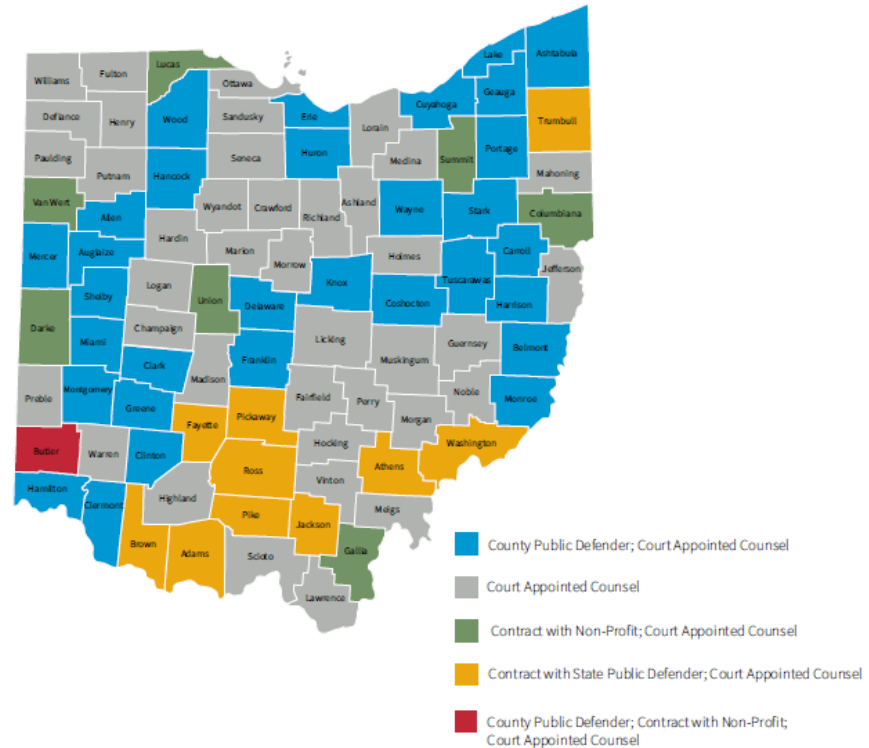 Lake
Ashtabula
Lucas
Williams
Fulton
Ottawa
Geauga
Cuyahoga
Defiance
Henry
Wood
Sandusky
Erie
Lorain
Trumbull
Paulding
Putnam
Hancock
Seneca
Huron
Medina
Summit
Portage
Mahoning
Van Wert
Allen
Wyandot
Crawford
Richland
Ashland
Wayne
Stark
Columbiana
Mercer
Auglaize
Hardin
Marion
Morrow
Holmes
Carroll
Jefferson
Tuscarawas
Shelby
Logan
Union
Delaware
Knox
Coshocton
Harrison
Darke
Miami
Champaign
Licking
Muskingum
Guernsey
Belmont
Clark
Madison
Franklin
Preble
Montgomery
Greene
Fairfield
Perry
Noble
Monroe
Morgan
Fayette
Pickaway
Butler
Warren
Clinton
Hocking
Washington
Ross
Athens
Vinton
Hamilton
Clermont
Highland
Meigs
Pike
Jackson
Brown
Adams
Scioto
Gallia
Lawrence
County Public Defender; Court Appointed Counsel
Court Appointed Counsel
Contract with Non-Profit; Court Appointed Counsel
Contract with State Public Defender; Court Appointed Counsel
County Public Defender; Contract with Non-Profit;
Court Appointed Counsel